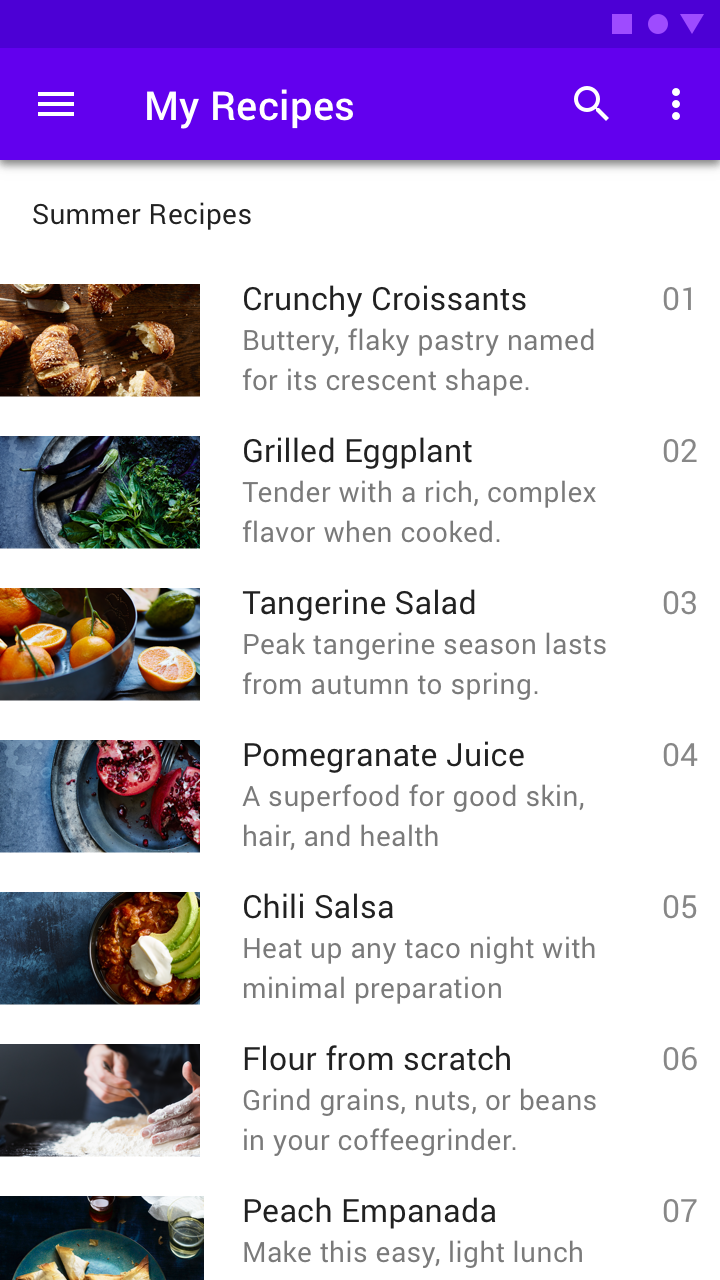 My Recipes
Summer Recipes
Crunchy Croissants 01
Buttery, flaky pastry named
for its crescent shape.
Grilled Eggplant 02
Tender with a rich, complex
flavor when cooked.
Tangerine Salad 03
Peak tangerine season lasts
from autumn to spring.
Pomegranate Juice 04
A superfood for good skin,
hair, and health
Chili Salsa 05
Heat up any taco night with
minimal preparation
Flour from scratch 06
Grind grains, nuts, or beans
in your coffeegrinder.
Peach Empanada 07
Make this easy, light lunch